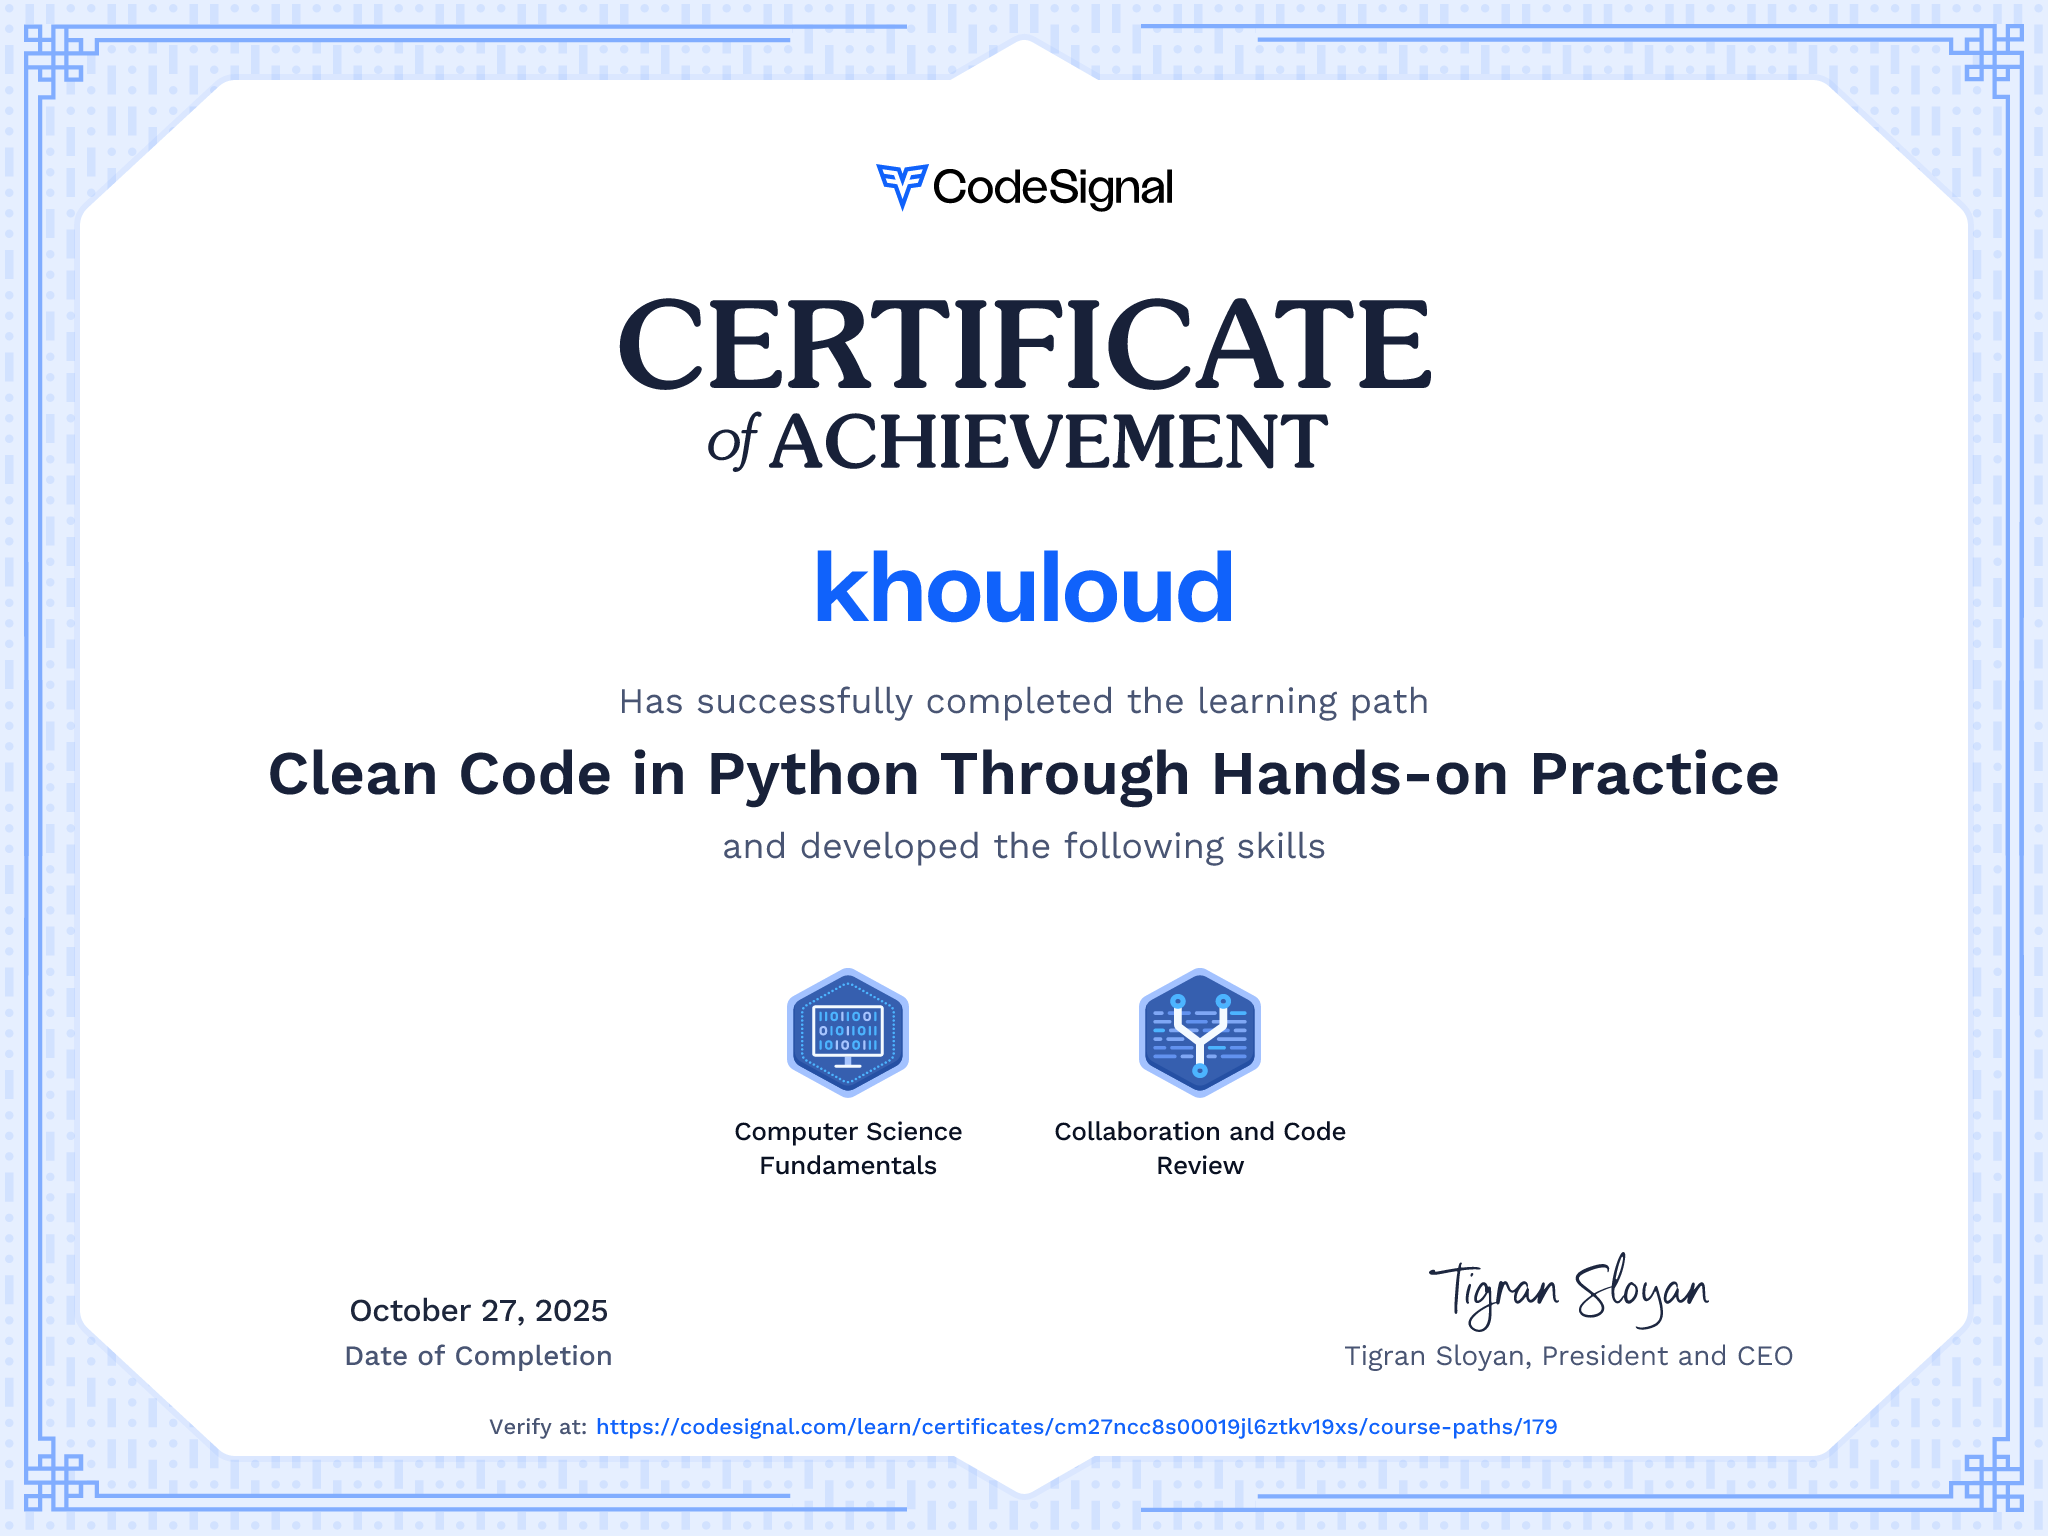 CodeSignal
CERTIFICATE
of ACHIEVEMENT
khouloud
Has successfully completed the learning path
Clean Code in Python Through Hands-on Practice
and developed the following skills
Computer Science
Fundamentals
Collaboration and Code
Review
October 27, 2025
Date of Completion
Tigran Sloyan
Tigran Sloyan, President and CEO
Verify at: https://codesignal.com/learn/certificates/cm27ncc8s00019jl6ztkv19xs/course-paths/179